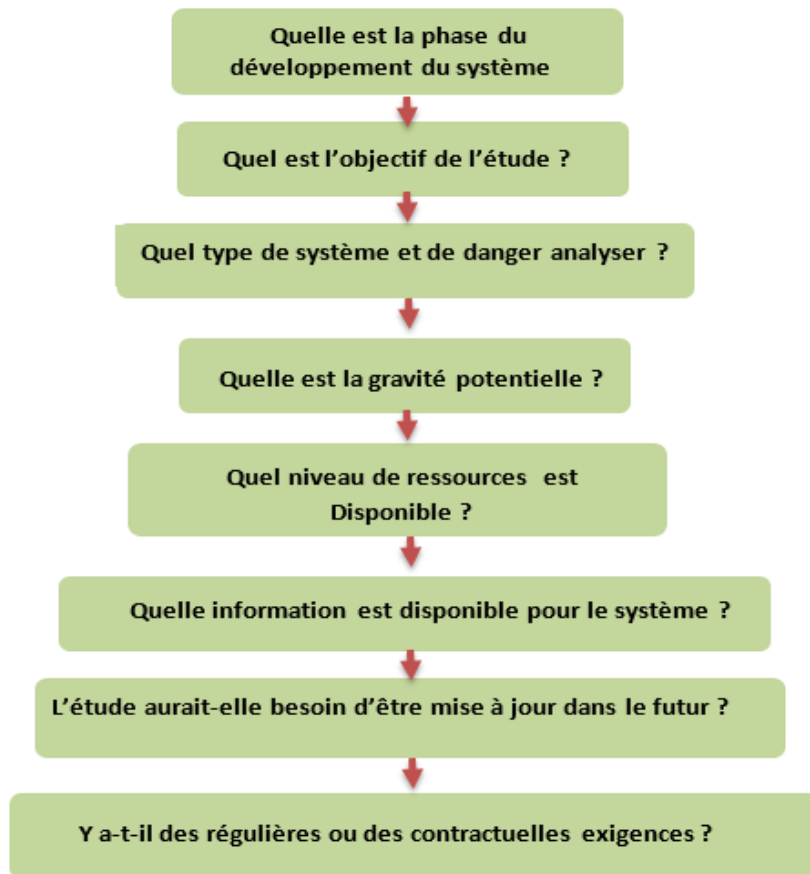 Quelle est la phase du
développement du système
Quel est l’objectif de l’étude ?
Quel type de système et de danger analyser ?
Quelle est la gravité potentielle ?
Quel niveau de ressources est
Disponible ?
Quelle information est disponible pour le système ?
L’étude aurait-elle besoin d’être mise à jour dans le futur ?
Y a-t-il des régulières ou des contractuelles exigences ?